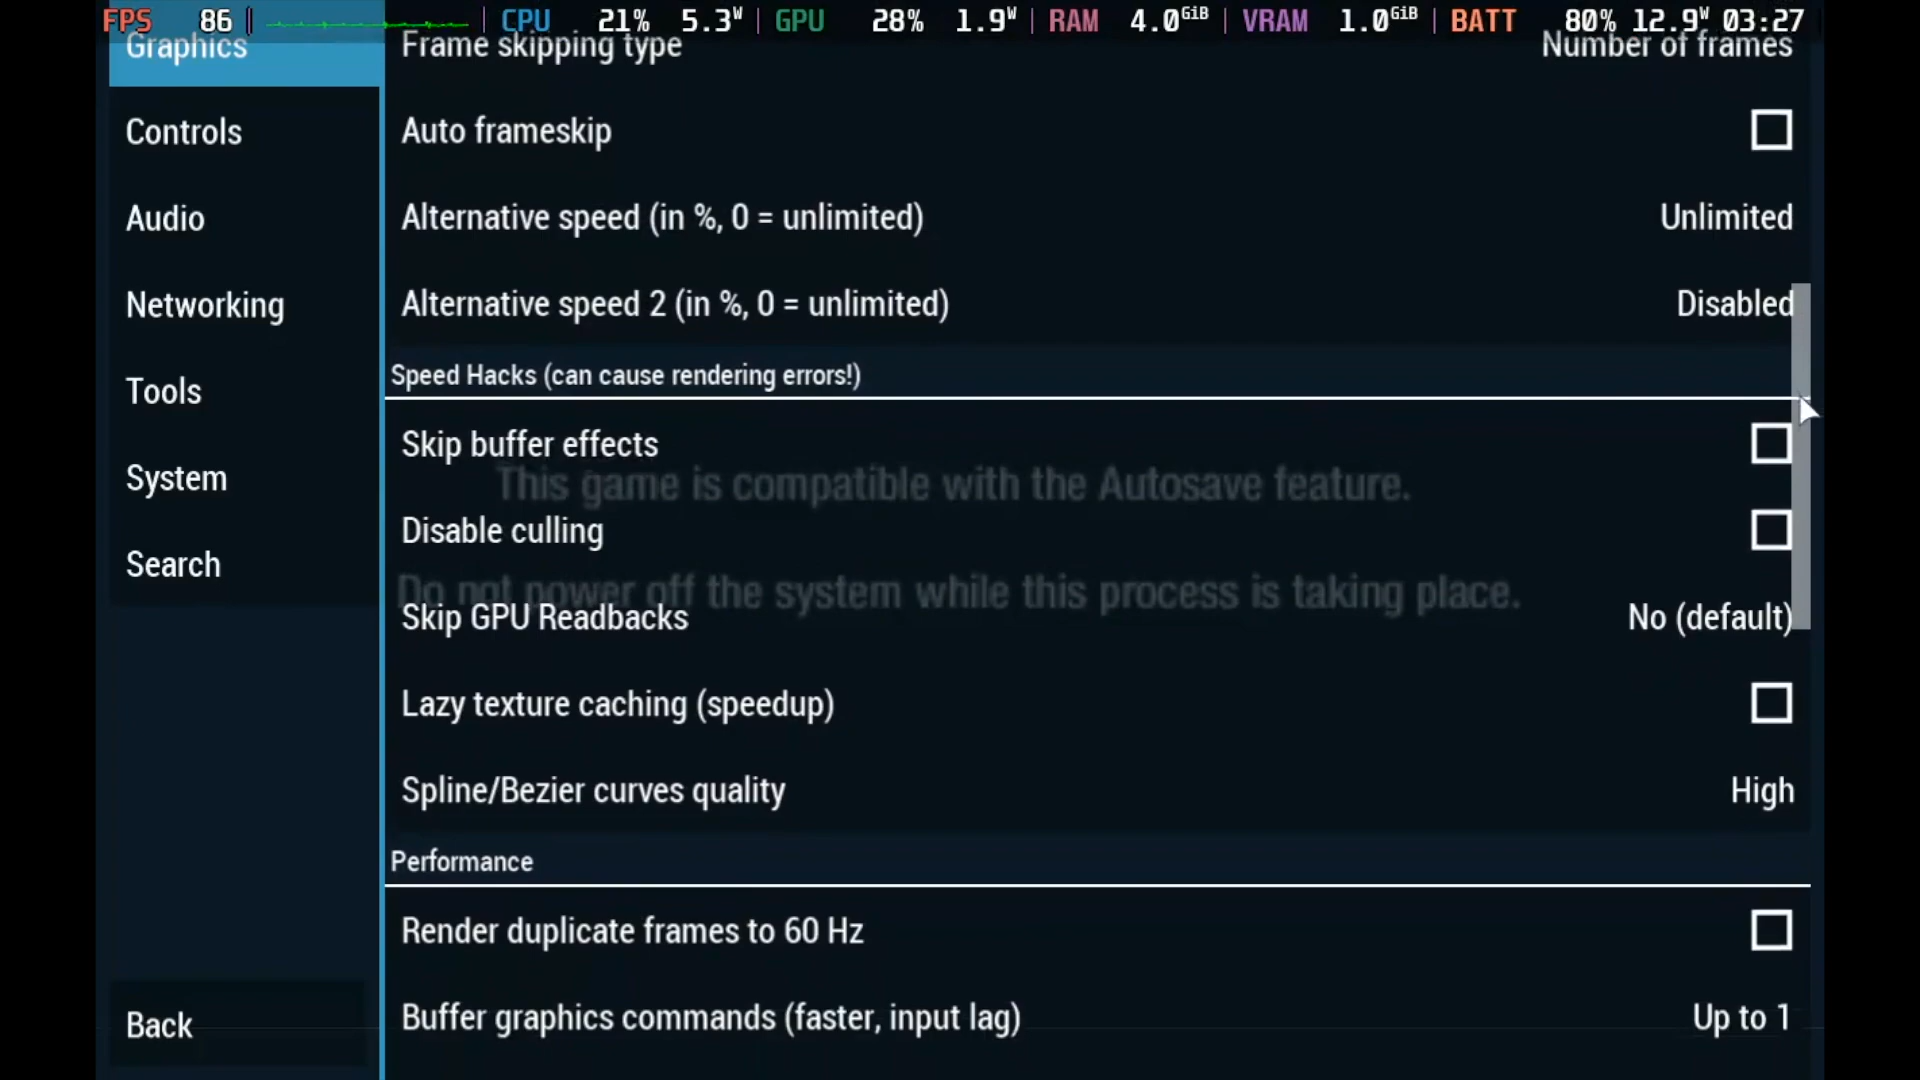 FPS 86 | CPU 21% 5.3W | GPU 28% 1.9W | RAM 4.0GiB | VRAM 1.0GiB | BATT 80% 12.9W 03:27
Graphics
Controls
Audio
Networking
Tools
System
Search
Back
Frame skipping type Number of frames
Auto frameskip
Alternative speed (in %, 0 = unlimited) Unlimited
Alternative speed 2 (in %, 0 = unlimited) Disabled
Speed Hacks (can cause rendering errors!)
Skip buffer effects
This game is compatible with the Autosave feature.
Disable culling
Do not power off the system while this process is taking place.
Skip GPU Readbacks No (default)
Lazy texture caching (speedup)
Spline/Bezier curves quality High
Performance
Render duplicate frames to 60 Hz
Buffer graphics commands (faster, input lag) Up to 1